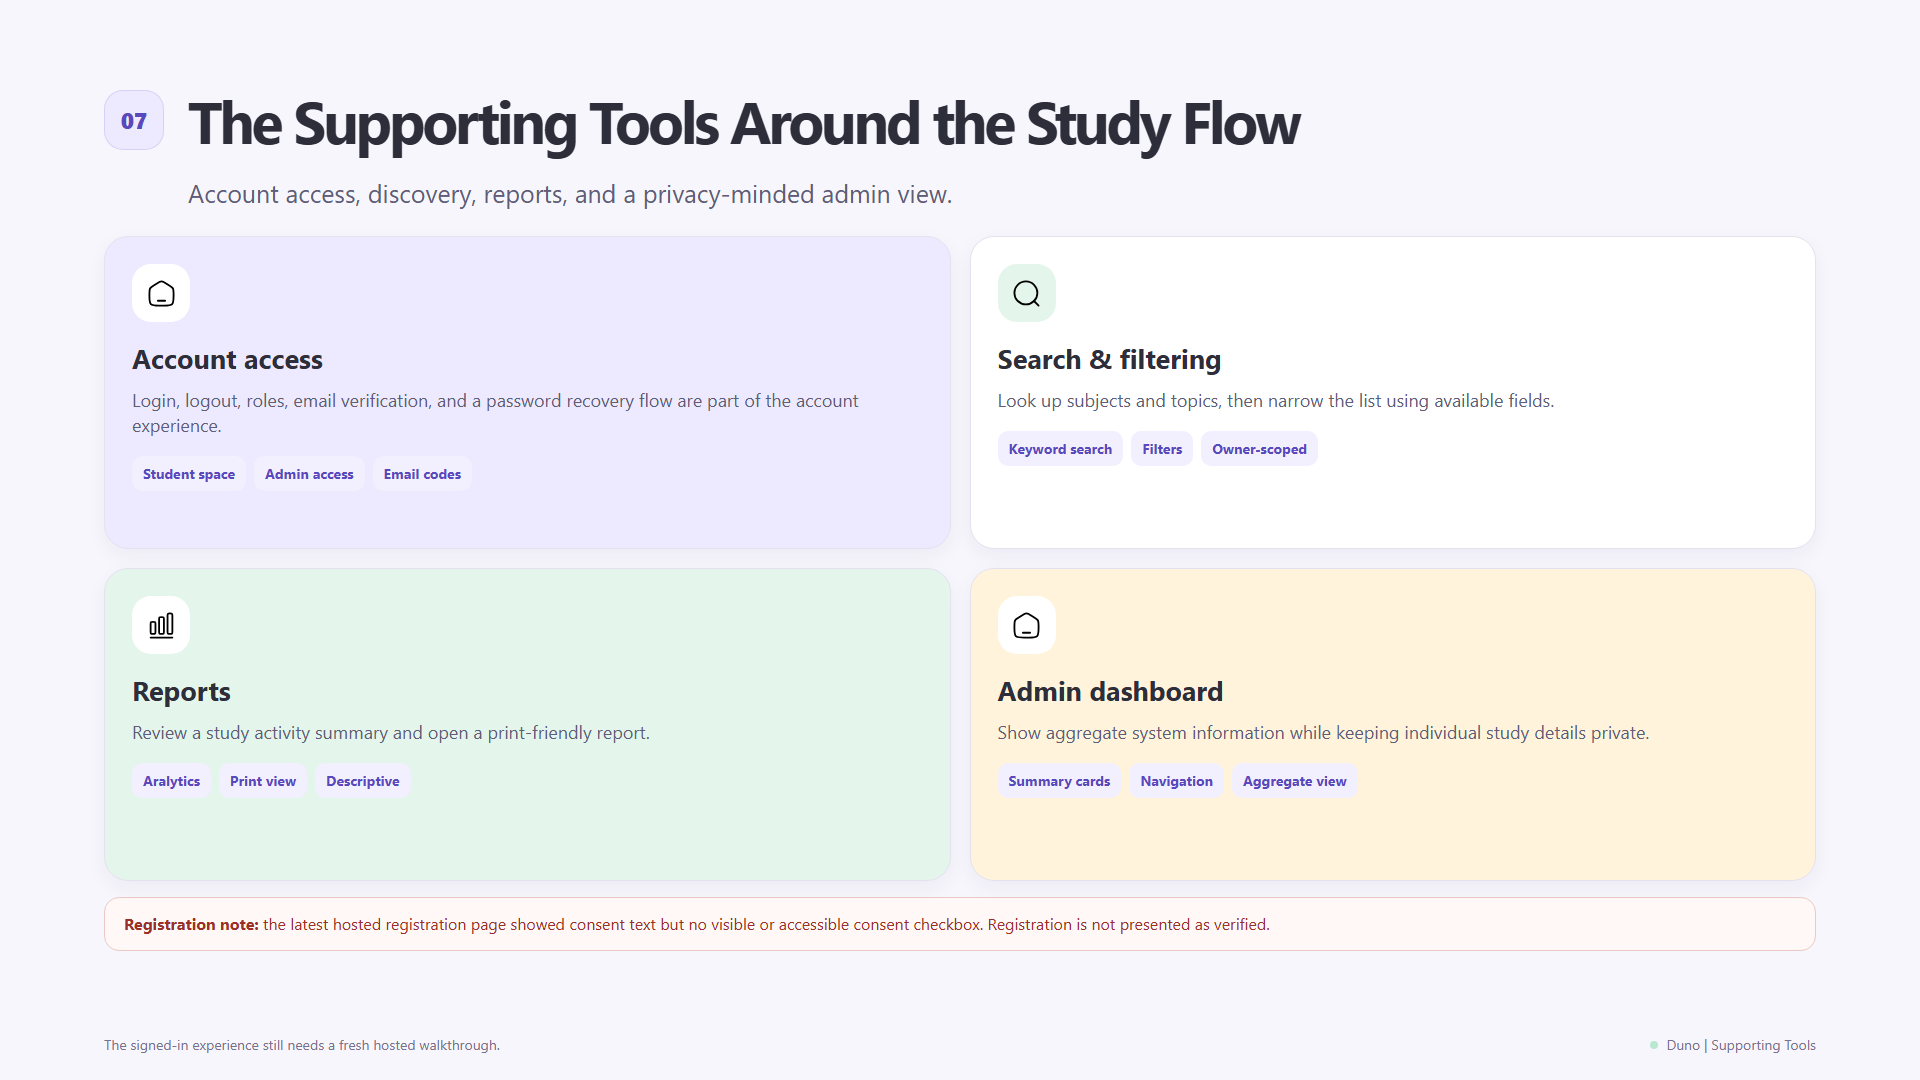 07
The Supporting Tools Around the Study Flow
Account access, discovery, reports, and a privacy-minded admin view.
Account access
Login, logout, roles, email verification, and a password recovery flow are part of the account
experience.
Student space
Admin access
Email codes
Search & filtering
Look up subjects and topics, then narrow the list using available fields.
Keyword search
Filters
Owner-scoped
Reports
Review a study activity summary and open a print-friendly report.
Aralytics
Print view
Descriptive
Admin dashboard
Show aggregate system information while keeping individual study details private.
Summary cards
Navigation
Aggregate view
Registration note: the latest hosted registration page showed consent text but no visible or accessible consent checkbox. Registration is not presented as verified.
The signed-in experience still needs a fresh hosted walkthrough.
Duno | Supporting Tools